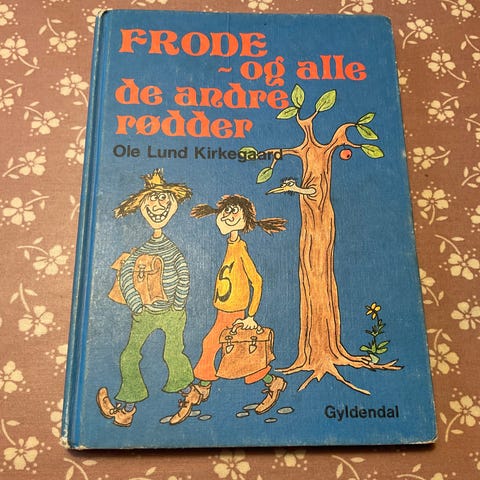 FRODE
~ og alle
de andre
rødder
Ole Lund Kirkegaard
S
Gyldendal